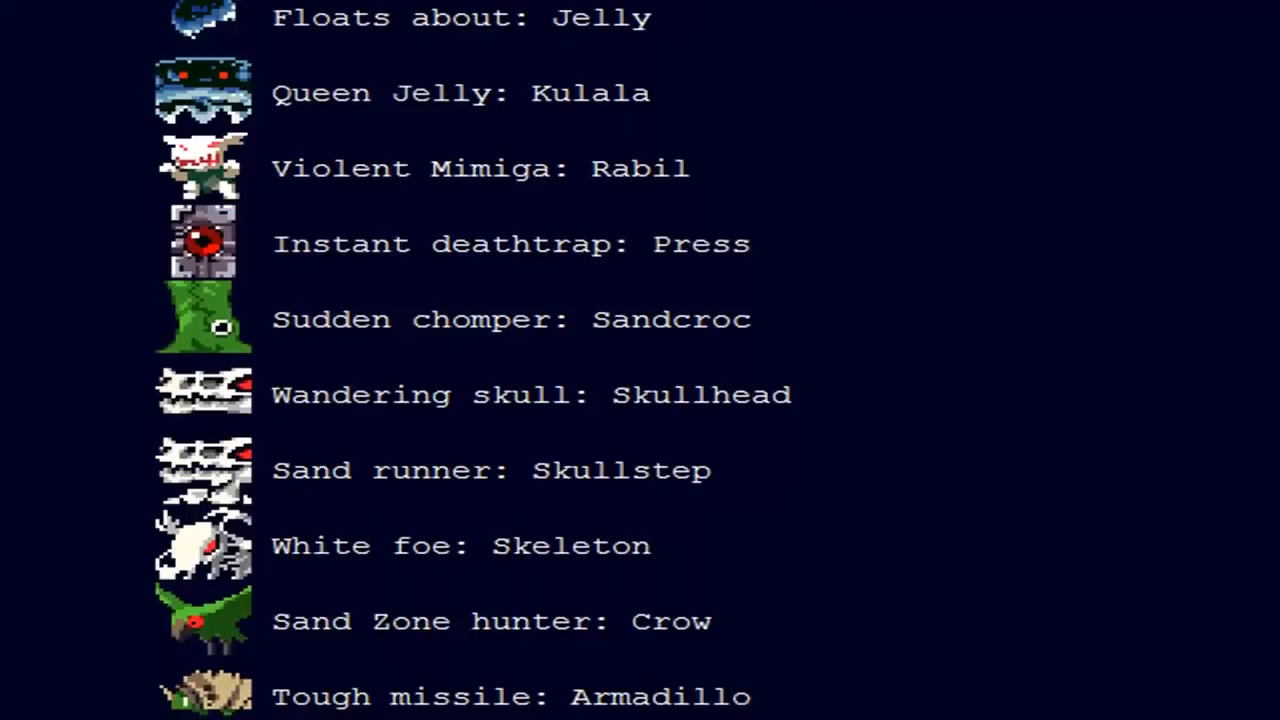 Floats about: Jelly
Queen Jelly: Kulala
Violent Mimiga: Rabil
Instant deathtrap: Press
Sudden chomper: Sandcroc
Wandering skull: Skullhead
Sand runner: Skullstep
White foe: Skeleton
Sand Zone hunter: Crow
Tough missile: Armadillo